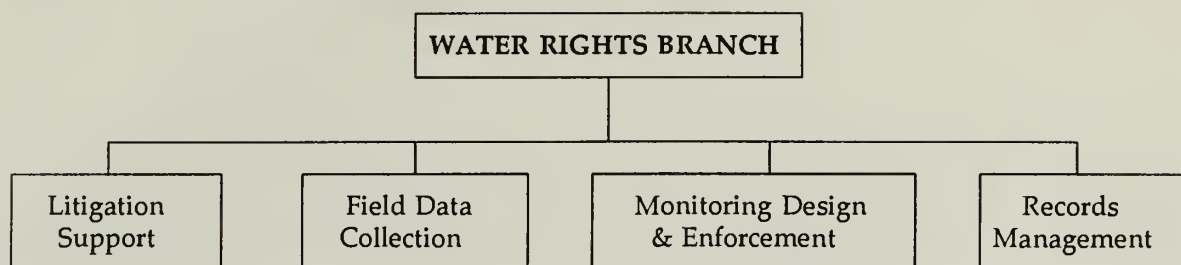 WATER RIGHTS BRANCH
Litigation
Support
Field Data
Collection
Monitoring Design
& Enforcement
Records
Management